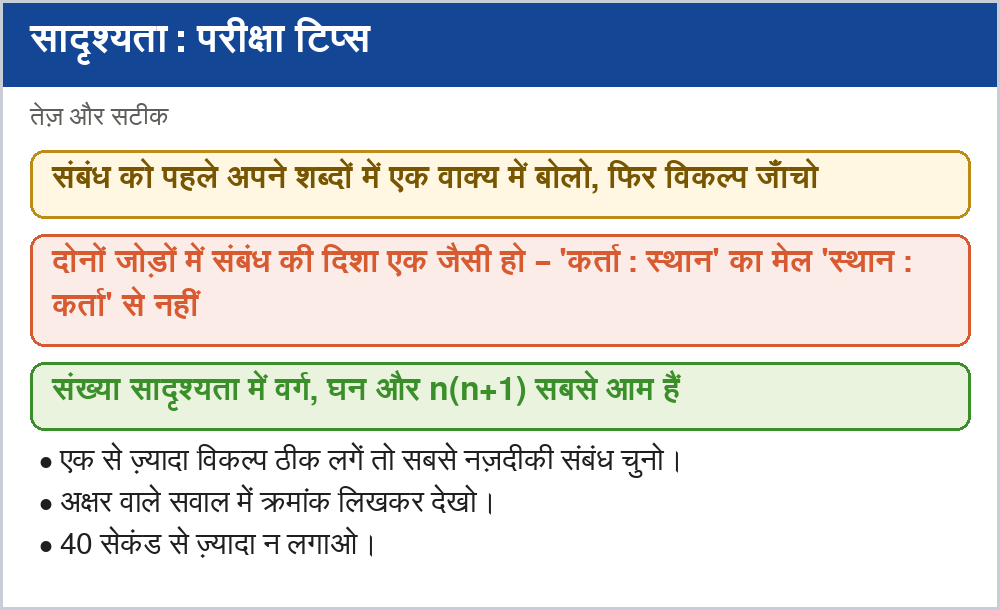 सादृश्यता : परीक्षा टिप्स
तेज़ और सटीक
संबंध को पहले अपने शब्दों में एक वाक्य में बोलो, फिर विकल्प जाँचो
दोनों जोड़ों में संबंध की दिशा एक जैसी हो – 'कर्ता : स्थान' का मेल 'स्थान :
कर्ता' से नहीं
संख्या सादृश्यता में वर्ग, घन और n(n+1) सबसे आम हैं
• एक से ज़्यादा विकल्प ठीक लगें तो सबसे नज़दीकी संबंध चुनो।
• अक्षर वाले सवाल में क्रमांक लिखकर देखो।
• 40 सेकंड से ज़्यादा न लगाओ।